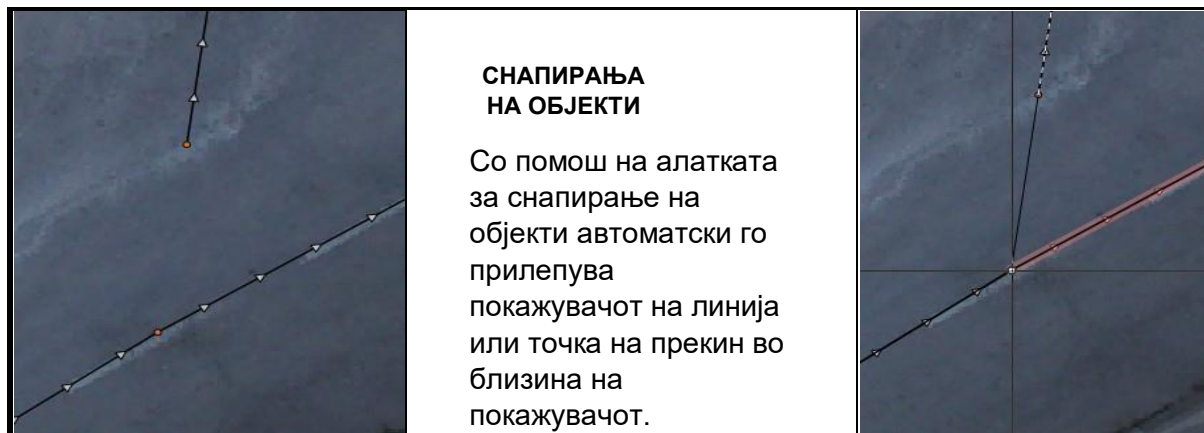 СНАПИРАЊА
НА ОБЈЕКТИ
Со помош на алатката
за снапирање на
објекти автоматски го
прилепува
покажувачот на линија
или точка на прекин во
близина на
покажувачот.